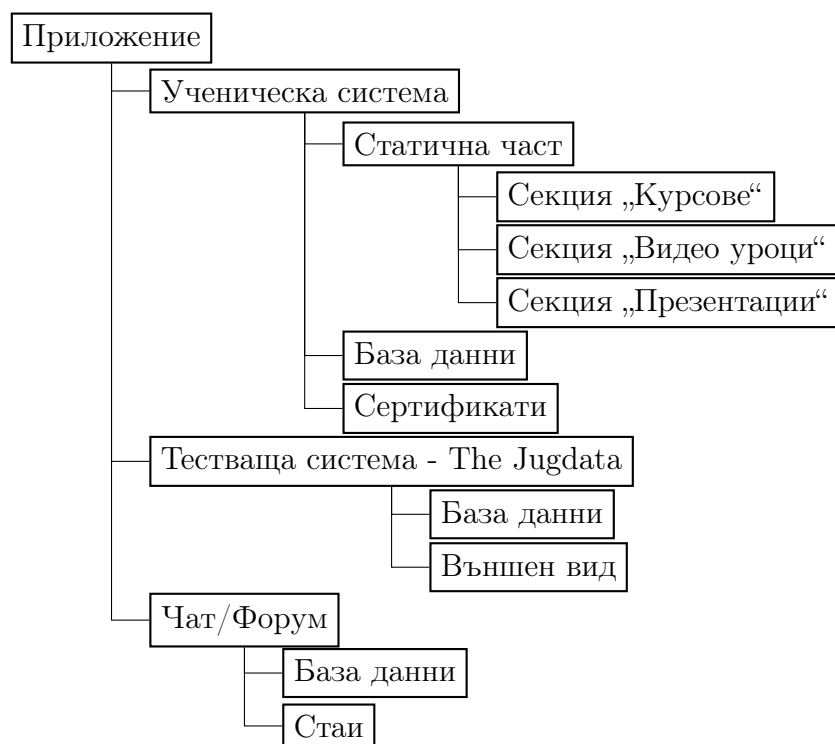 Приложение
Ученическа система
Статична част
Секция „Курсове“
Секция „Видео уроци“
Секция „Презентации“
База данни
Сертификати
Тестваща система - The Jugdata
База данни
Външен вид
Чат/Форум
База данни
Стаи